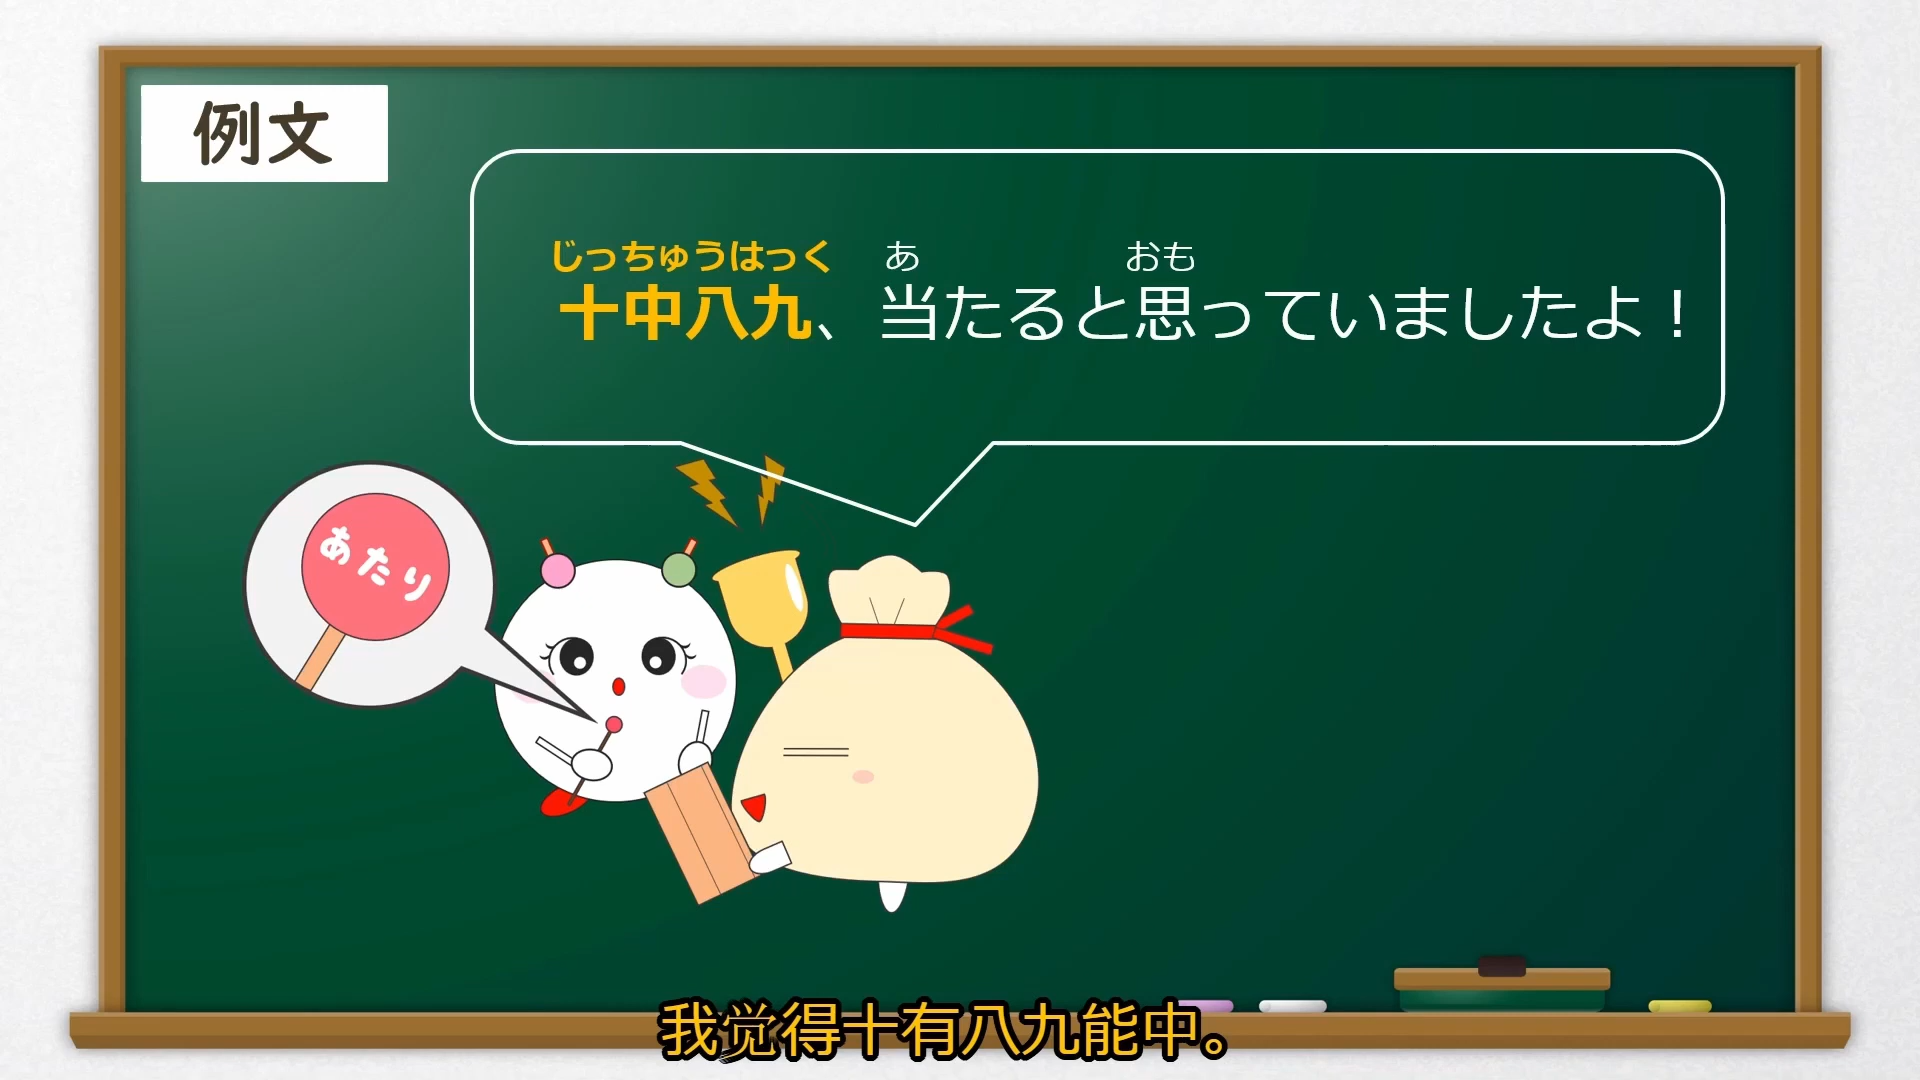 例文
じっちゅうはっく あ おも
十中八九、当たると思っていましたよ！
あたり
我觉得十有八九能中。